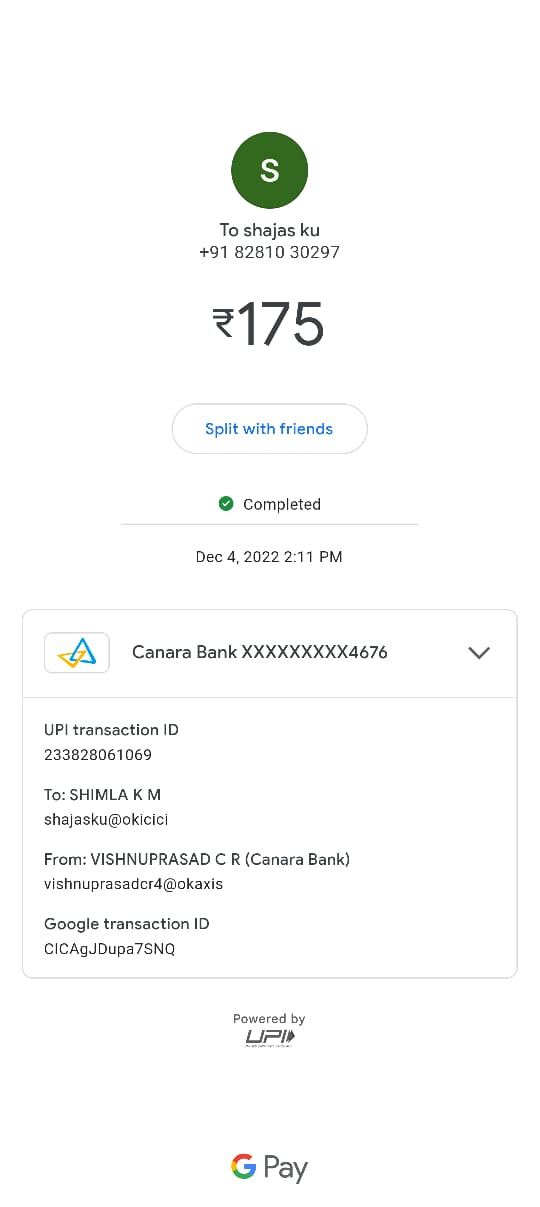 S
To shajas ku
+91 82810 30297
₹175
Split with friends
Completed
Dec 4, 2022 2:11 PM
Canara Bank XXXXXXXXX4676
UPI transaction ID
233828061069
To: SHIMLA K M
shajasku@okicici
From: VISHNUPRASAD C R (Canara Bank)
vishnuprasadcr4@okaxis
Google transaction ID
CICAgJDupa7SNQ
Powered by
UPI
G Pay